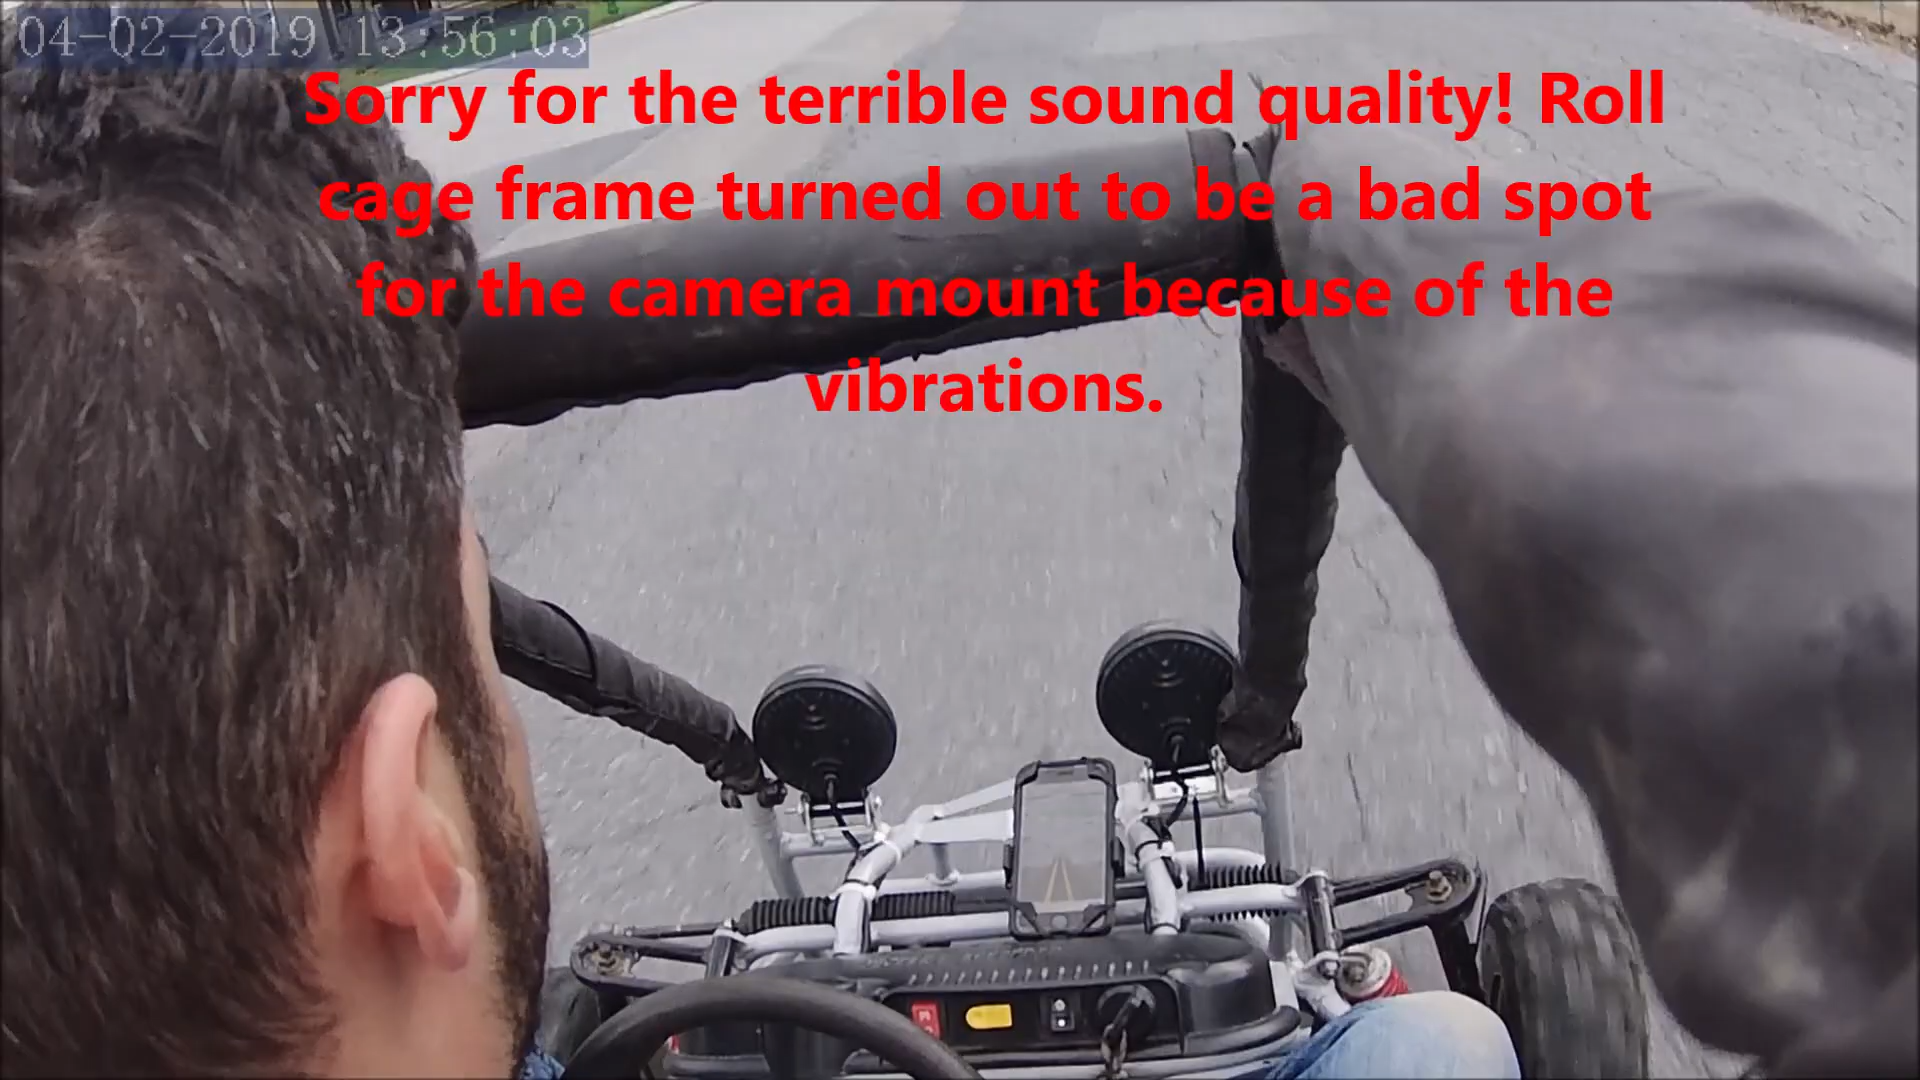 04-02-2019 13:56:03
Sorry for the terrible sound quality! Roll
cage frame turned out to be a bad spot
for the camera mount because of the
vibrations.